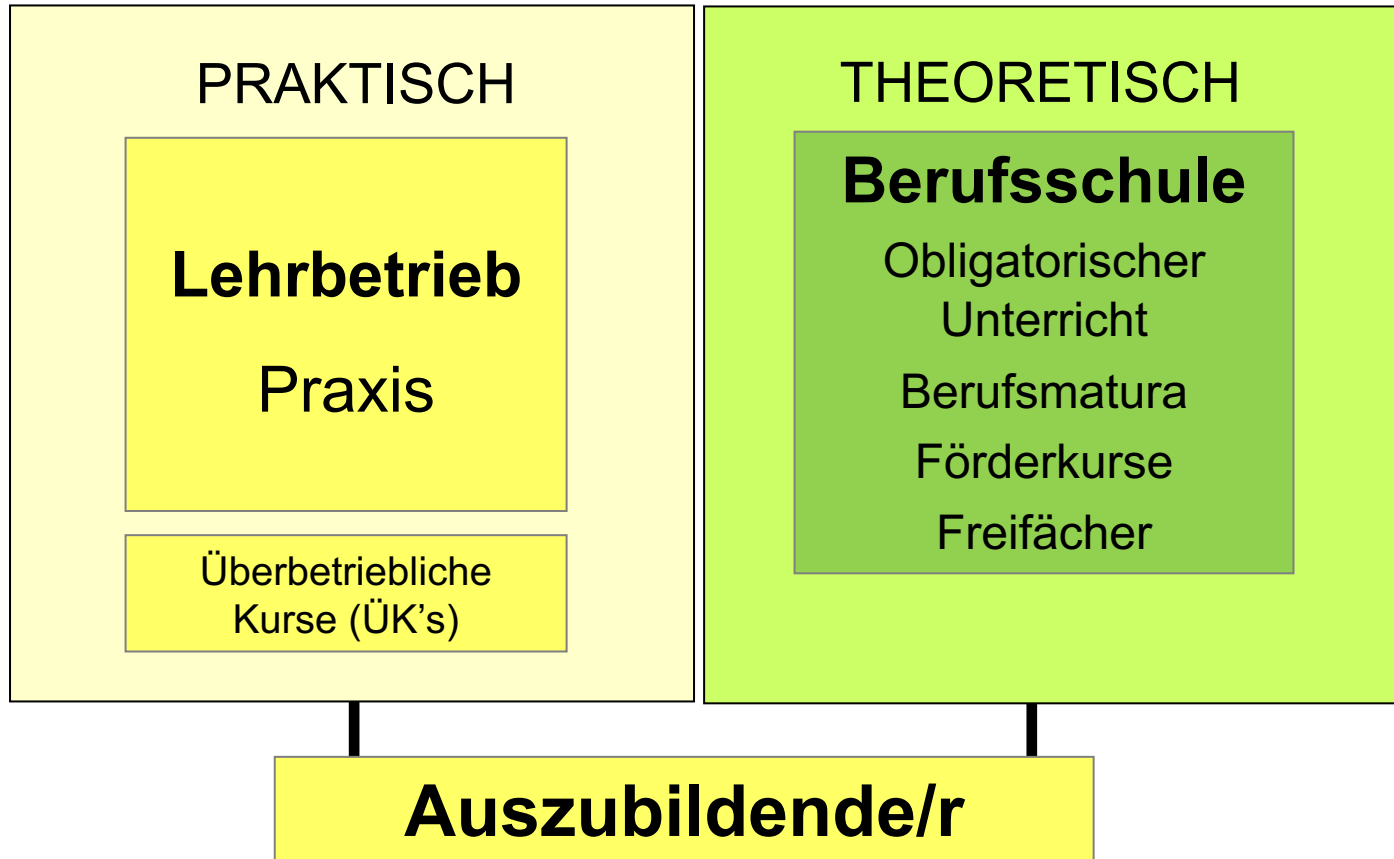 PRAKTISCH
Lehrbetrieb
Praxis
Überbetriebliche
Kurse (ÜK’s)
THEORETISCH
Berufsschule
Obligatorischer
Unterricht
Berufsmatura
Förderkurse
Freifächer
Auszubildende/r